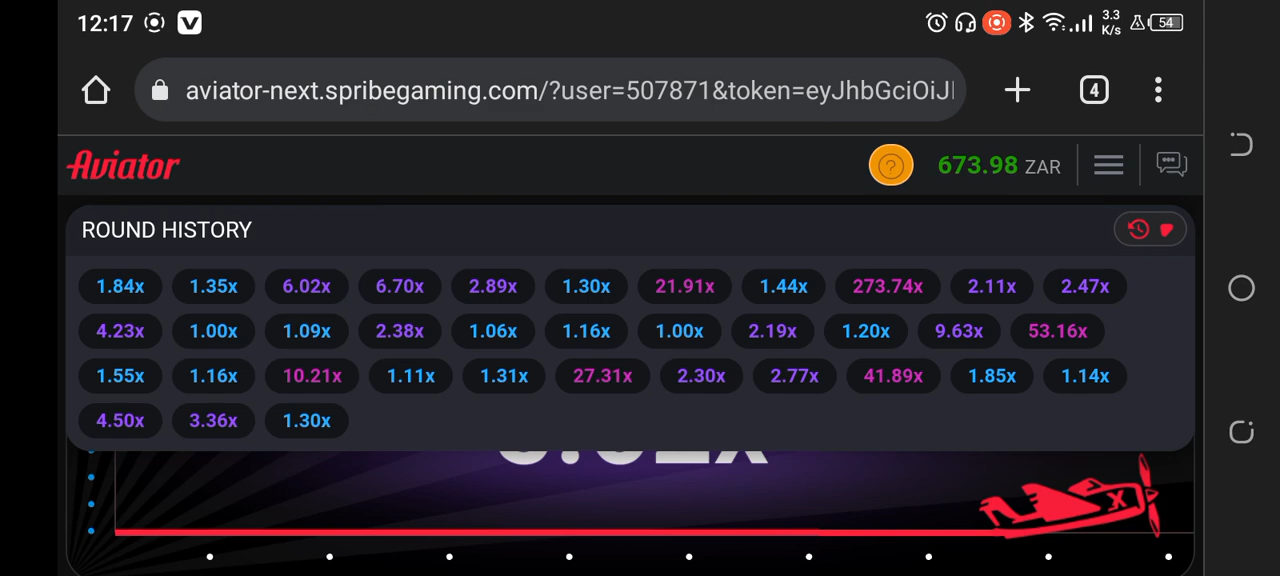 12:17 V 3.3 K/s 54
aviator-next.spribegaming.com/?user=507871&token=eyJhbGciOiJ 4
Aviator ? 673.98 ZAR
ROUND HISTORY
1.84x 1.35x 6.02x 6.70x 2.89x 1.30x 21.91x 1.44x 273.74x 2.11x 2.47x
4.23x 1.00x 1.09x 2.38x 1.06x 1.16x 1.00x 2.19x 1.20x 9.63x 53.16x
1.55x 1.16x 10.21x 1.11x 1.31x 27.31x 2.30x 2.77x 41.89x 1.85x 1.14x
4.50x 3.36x 1.30x
X